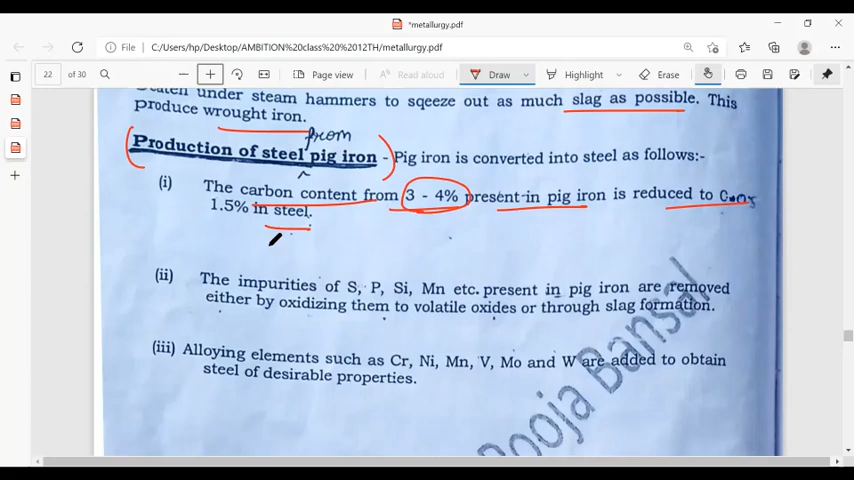 *metallurgy.pdf
File
C:/Users/hp/Desktop/AMBITION%20class%20%2012TH/metallurgy.pdf
22 of 30
Page view
Read aloud
Draw
Highlight
Erase
Beaten under steam hammers to sqeeze out as much slag as possible. This
produce wrought iron.
from
Production of steel pig iron - Pig iron is converted into steel as follows:-
(i) The carbon content from 3 - 4% present in pig iron is reduced to
1.5% in steel.
(ii) The impurities of S, P, Si, Mn etc. present in pig iron are removed
either by oxidizing them to volatile oxides or through slag formation.
(iii) Alloying elements such as Cr, Ni, Mn, V, Mo and W are added to obtain
steel of desirable properties.
Pooja Bansal